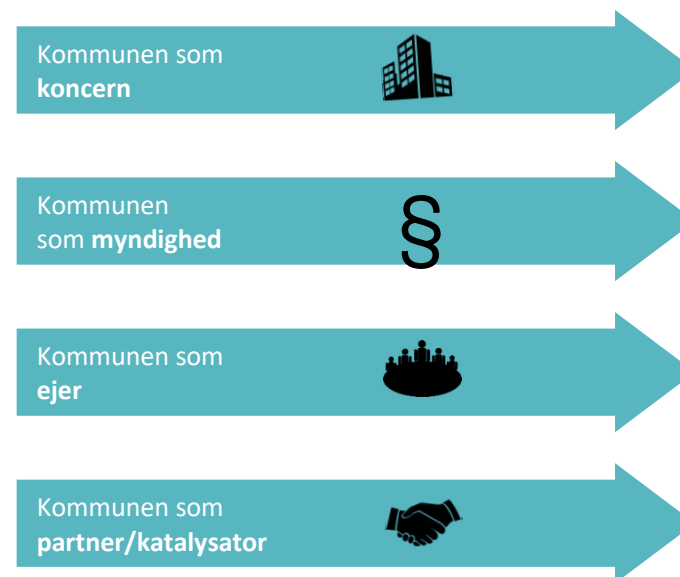 Kommunen som
koncern
Kommunen
som myndighed
§
Kommunen som
ejer
Kommunen som
partner/katalysator